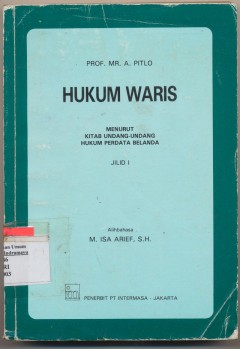 PROF. MR. A. PITLO
HUKUM WARIS
MENURUT
KITAB UNDANG-UNDANG
HUKUM PERDATA BELANDA
JILID I
Alihbahasa
M. ISA ARIEF, S.H.
PENERBIT PT INTERMASA - JAKARTA